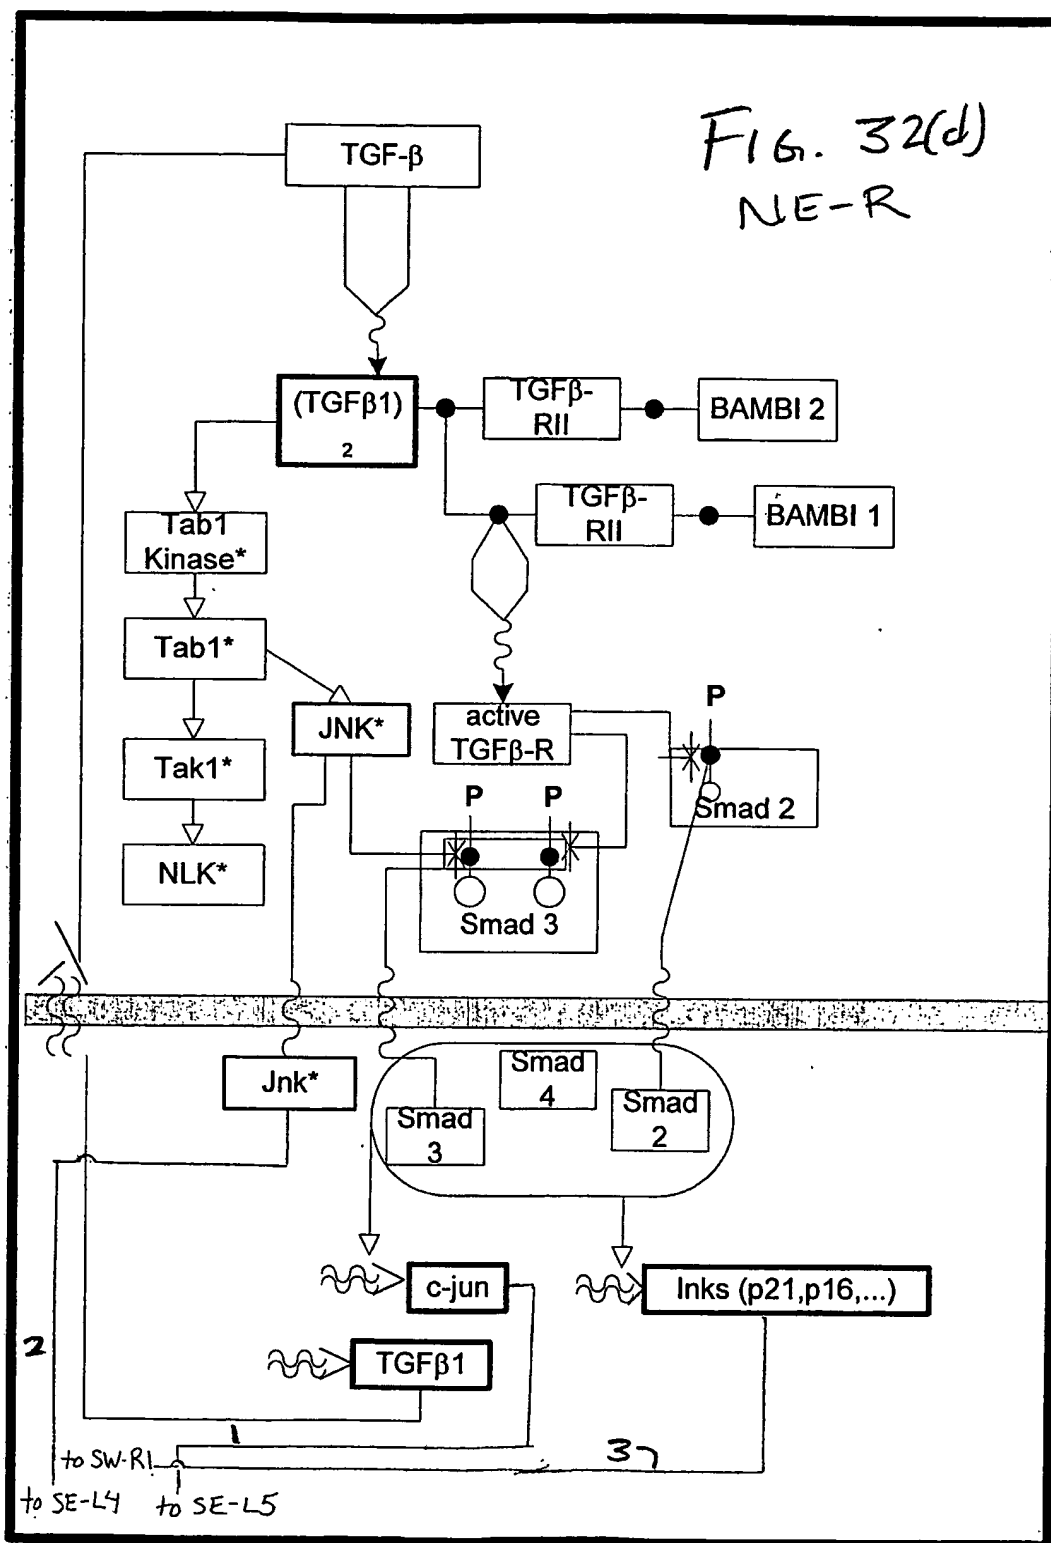 FIG. 32(d)
NE-R
TGF-β
(TGFβ1)
2
TGFβ-
RII
BAMBI 2
TGFβ-
RII
BAMBI 1
Tab1
Kinase*
Tab1*
JNK*
active
TGFβ-R
P
Smad 2
Tak1*
P P
NLK*
Smad 3
Jnk*
Smad
4
Smad
3
Smad
2
c-jun
Inks (p21,p16,...)
2
TGFβ1
1
3
to SW-R1
to SE-L4
to SE-L5